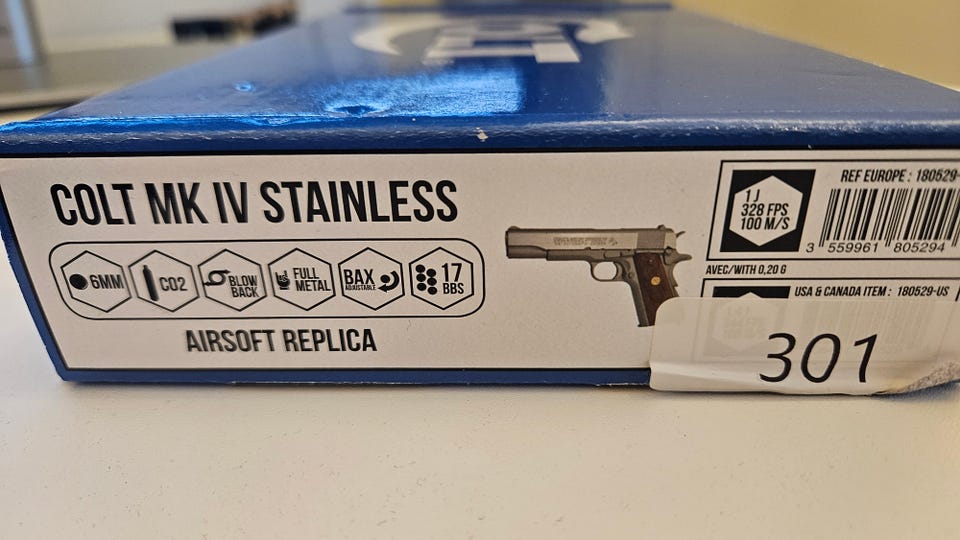 COLT MK IV STAINLESS
6MM
CO2
BLOW
BACK
FULL
METAL
BAX
ADJUSTABLE
17
BBS
AIRSOFT REPLICA
1 J
328 FPS
100 M/S
REF EUROPE : 180529-
3 559961 805294
AVEC/WITH 0,20 G
USA & CANADA ITEM : 180529-US
301